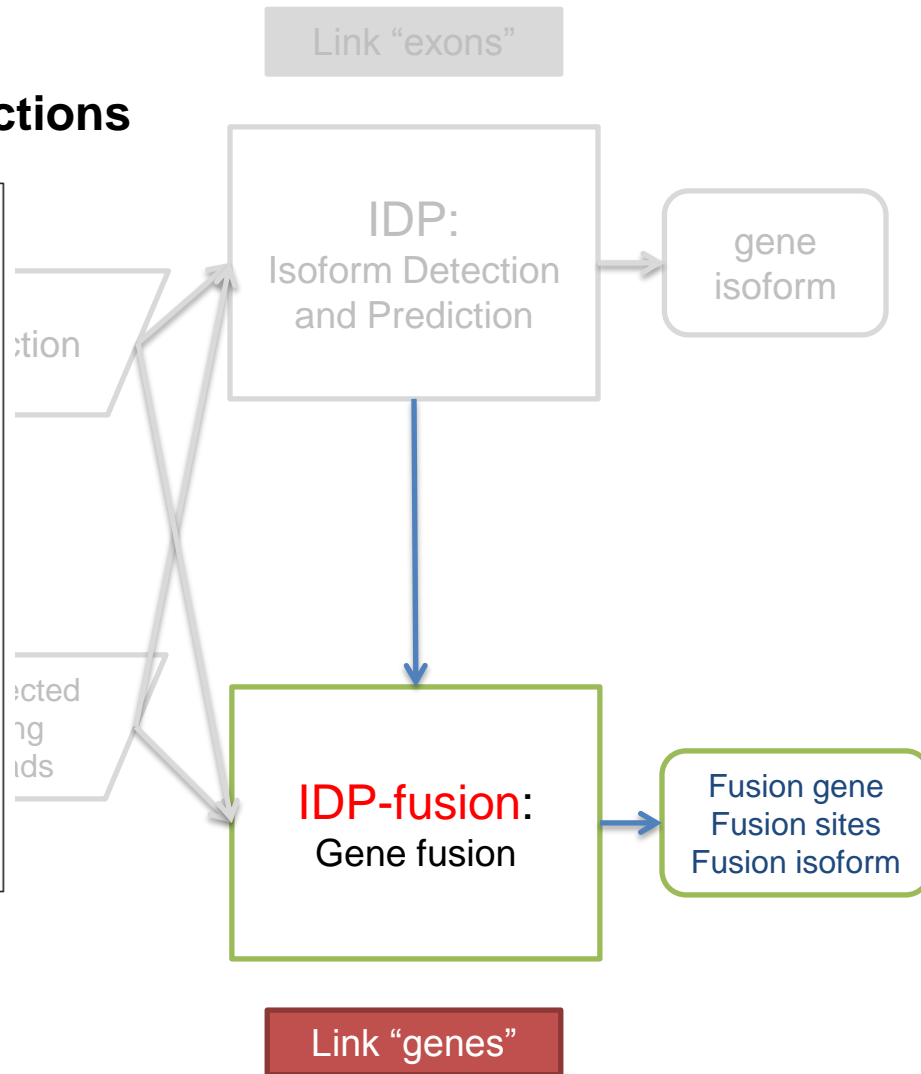 Link “exons”
ctions
IDP:
Isoform Detection
and Prediction
gene
isoform
ction
ected
ng
ads
IDP-fusion:
Gene fusion
Fusion gene
Fusion sites
Fusion isoform
Link “genes”